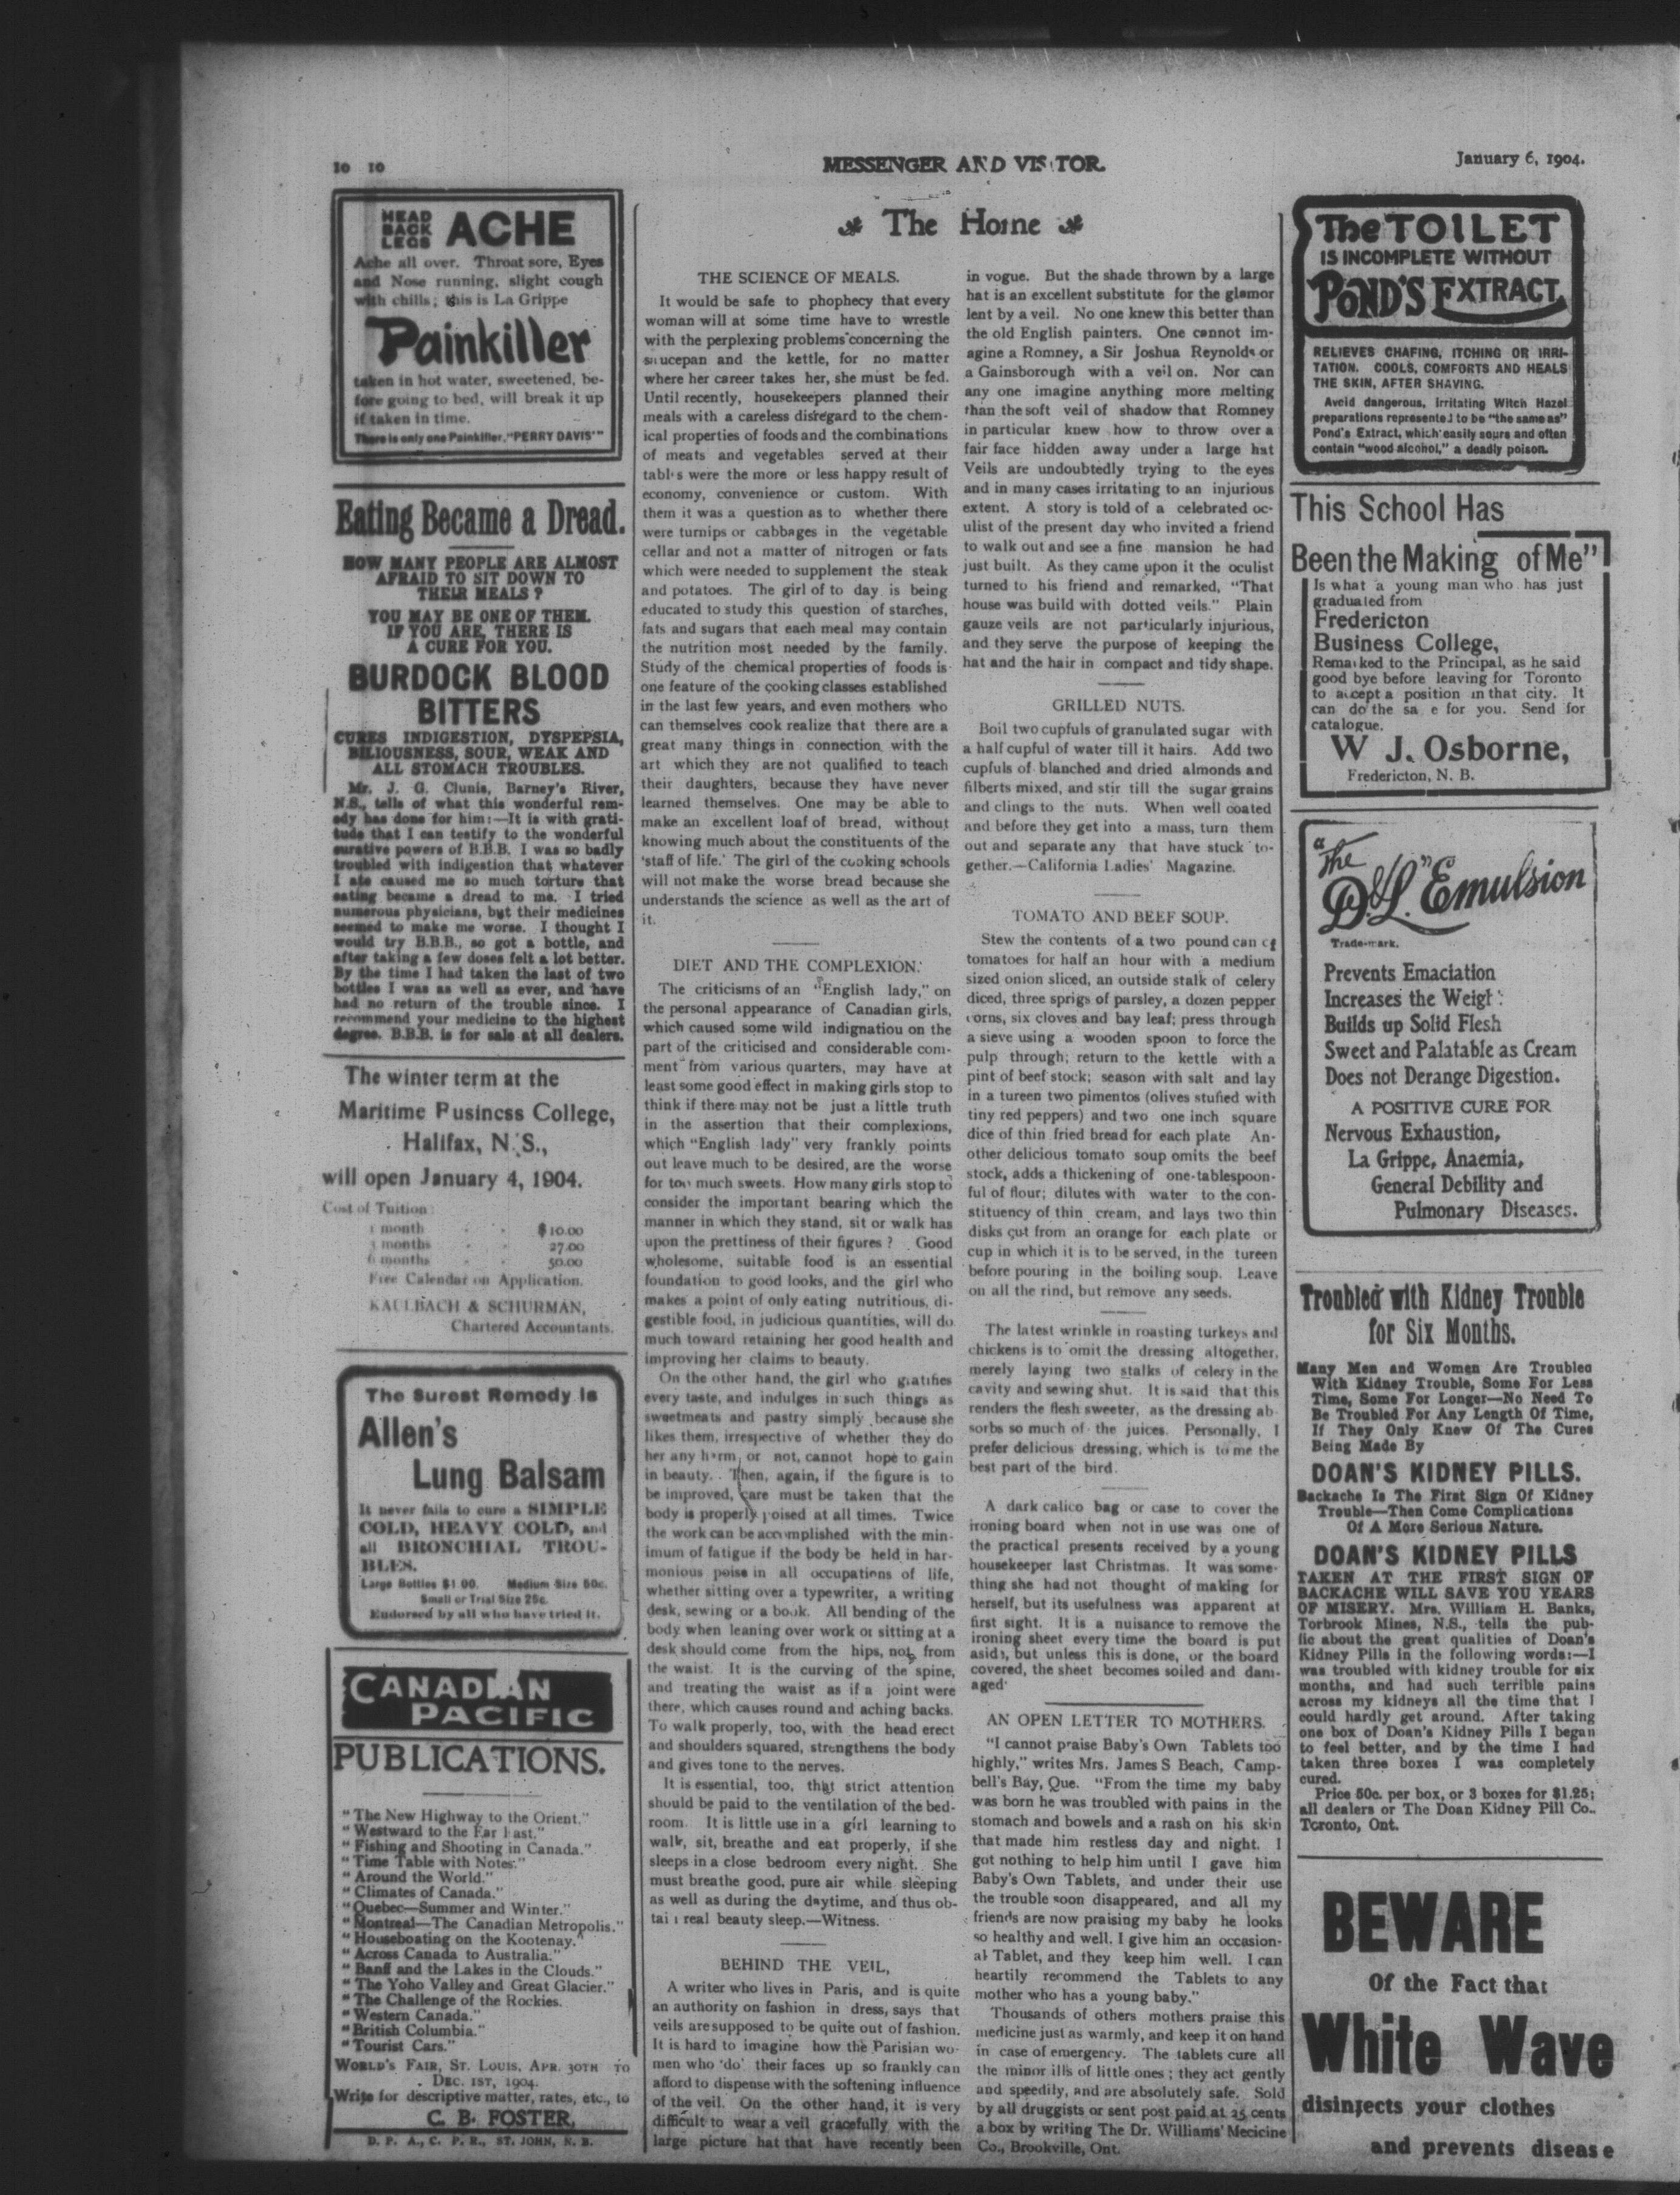 10 10
MESSENGER AND VISITOR.
January 6, 1904.
HEAD
BACK
LEGS
ACHE
Ache all over. Throat sore, Eyes
and Nose running, slight cough
with chills; this is La Grippe
Painkiller
taken in hot water, sweetened, be-
fore going to bed, will break it up
if taken in time.
There is only one Painkiller, "PERRY DAVIS'"
Eating Became a Dread.
HOW MANY PEOPLE ARE ALMOST
AFRAID TO SIT DOWN TO
THEIR MEALS?
YOU MAY BE ONE OF THEM.
IF YOU ARE, THERE IS
A CURE FOR YOU.
BURDOCK BLOOD
BITTERS
CURES INDIGESTION, DYSPEPSIA,
BILIOUSNESS, SOUR, WEAK AND
ALL STOMACH TROUBLES.
Mr. J. G. Clunis, Barney's River,
N.S., tells of what this wonderful rem-
edy has done for him:—It is with grati-
tude that I can testify to the wonderful
curative powers of B.B.B. I was so badly
troubled with indigestion that whatever
I ate caused me so much torture that
eating became a dread to me. I tried
numerous physicians, but their medicines
seemed to make me worse. I thought I
would try B.B.B., so got a bottle, and
after taking a few doses felt a lot better.
By the time I had taken the last of two
bottles I was as well as ever, and have
had no return of the trouble since. I
recommend your medicine to the highest
degree. B.B.B. is for sale at all dealers.
The winter term at the
Maritime Business College,
Halifax, N. S.,
will open January 4, 1904.
Cost of Tuition:
1 month $10.00
3 months 27.00
6 months 50.00
Free Calendar on Application.
KAULBACH & SCHURMAN,
Chartered Accountants.
The Surest Remedy is
Allen's
Lung Balsam
It never fails to cure a SIMPLE
COLD, HEAVY COLD, and
all BRONCHIAL TROU-
BLES.
Large Bottles $1.00. Medium Size 50c.
Small or Trial Size 25c.
Endorsed by all who have tried it.
CANADIAN
PACIFIC
PUBLICATIONS.
"The New Highway to the Orient."
"Westward to the Far East."
"Fishing and Shooting in Canada."
"Time Table with Notes."
"Around the World."
"Climates of Canada."
"Quebec—Summer and Winter."
"Montreal—The Canadian Metropolis."
"Houseboating on the Kootenay."
"Across Canada to Australia."
"Banff and the Lakes in the Clouds."
"The Yoho Valley and Great Glacier."
"The Challenge of the Rockies.
"Western Canada."
"British Columbia."
"Tourist Cars."
WORLD'S FAIR, ST. LOUIS, APR. 30TH TO
DEC. 1ST, 1904.
Write for descriptive matter, rates, etc., to
C. B. FOSTER,
D. P. A., C. P. R., ST. JOHN, N. B.
The Home
THE SCIENCE OF MEALS.
It would be safe to phophecy that every
woman will at some time have to wrestle
with the perplexing problems concerning the
saucepan and the kettle, for no matter
where her career takes her, she must be fed.
Until recently, housekeepers planned their
meals with a careless disregard to the chem-
ical properties of foods and the combinations
of meats and vegetables served at their
tables were the more or less happy result of
economy, convenience or custom. With
them it was a question as to whether there
were turnips or cabbages in the vegetable
cellar and not a matter of nitrogen or fats
which were needed to supplement the steak
and potatoes. The girl of to day is being
educated to study this question of starches,
fats and sugars that each meal may contain
the nutrition most needed by the family.
Study of the chemical properties of foods is
one feature of the cooking classes established
in the last few years, and even mothers who
can themselves cook realize that there are a
great many things in connection with the
art which they are not qualified to teach
their daughters, because they have never
learned themselves. One may be able to
make an excellent loaf of bread, without
knowing much about the constituents of the
'staff of life.' The girl of the cooking schools
will not make the worse bread because she
understands the science as well as the art of
it.
DIET AND THE COMPLEXION.
The criticisms of an "English lady," on
the personal appearance of Canadian girls,
which caused some wild indignatiou on the
part of the criticised and considerable com-
ment from various quarters, may have at
least some good effect in making girls stop to
think if there may not be just a little truth
in the assertion that their complexions,
which "English lady" very frankly points
out leave much to be desired, are the worse
for too much sweets. How many girls stop to
consider the important bearing which the
manner in which they stand, sit or walk has
upon the prettiness of their figures? Good
wholesome, suitable food is an essential
foundation to good looks, and the girl who
makes a point of only eating nutritious, di-
gestible food, in judicious quantities, will do
much toward retaining her good health and
improving her claims to beauty.
On the other hand, the girl who gratifies
every taste, and indulges in such things as
sweetmeats and pastry simply because she
likes them, irrespective of whether they do
her any harm or not, cannot hope to gain
in beauty. Then, again, if the figure is to
be improved, care must be taken that the
body is properly poised at all times. Twice
the work can be accomplished with the min-
imum of fatigue if the body be held in har-
monious poise in all occupations of life,
whether sitting over a typewriter, a writing
desk, sewing or a book. All bending of the
body when leaning over work or sitting at a
desk should come from the hips, not from
the waist. It is the curving of the spine,
and treating the waist as if a joint were
there, which causes round and aching backs.
To walk properly, too, with the head erect
and shoulders squared, strengthens the body
and gives tone to the nerves.
It is essential, too, that strict attention
should be paid to the ventilation of the bed-
room. It is little use in a girl learning to
walk, sit, breathe and eat properly, if she
sleeps in a close bedroom every night. She
must breathe good, pure air while sleeping
as well as during the daytime, and thus ob-
tain real beauty sleep.—Witness.
BEHIND THE VEIL,
A writer who lives in Paris, and is quite
an authority on fashion in dress, says that
veils are supposed to be quite out of fashion.
It is hard to imagine how the Parisian wo-
men who 'do' their faces up so frankly can
afford to dispense with the softening influence
of the veil. On the other hand, it is very
difficult to wear a veil gracefully with the
large picture hat that have recently been
in vogue. But the shade thrown by a large
hat is an excellent substitute for the glamor
lent by a veil. No one knew this better than
the old English painters. One cannot im-
agine a Romney, a Sir Joshua Reynolds or
a Gainsborough with a veil on. Nor can
any one imagine anything more melting
than the soft veil of shadow that Romney
in particular knew how to throw over a
fair face hidden away under a large hat
Veils are undoubtedly trying to the eyes
and in many cases irritating to an injurious
extent. A story is told of a celebrated oc-
ulist of the present day who invited a friend
to walk out and see a fine mansion he had
just built. As they came upon it the oculist
turned to his friend and remarked, "That
house was build with dotted veils." Plain
gauze veils are not particularly injurious,
and they serve the purpose of keeping the
hat and the hair in compact and tidy shape.
GRILLED NUTS.
Boil two cupfuls of granulated sugar with
a half cupful of water till it hairs. Add two
cupfuls of blanched and dried almonds and
filberts mixed, and stir till the sugar grains
and clings to the nuts. When well coated
and before they get into a mass, turn them
out and separate any that have stuck to-
gether.—California Ladies' Magazine.
TOMATO AND BEEF SOUP.
Stew the contents of a two pound can of
tomatoes for half an hour with a medium
sized onion sliced, an outside stalk of celery
diced, three sprigs of parsley, a dozen pepper
corns, six cloves and bay leaf; press through
a sieve using a wooden spoon to force the
pulp through; return to the kettle with a
pint of beef stock; season with salt and lay
in a tureen two pimentos (olives stuffed with
tiny red peppers) and two one inch square
dice of thin fried bread for each plate An-
other delicious tomato soup omits the beef
stock, adds a thickening of one-tablespoon-
ful of flour; dilutes with water to the con-
stituency of thin cream, and lays two thin
disks cut from an orange for each plate or
cup in which it is to be served, in the tureen
before pouring in the boiling soup. Leave
on all the rind, but remove any seeds.
The latest wrinkle in roasting turkeys and
chickens is to omit the dressing altogether,
merely laying two stalks of celery in the
cavity and sewing shut. It is said that this
renders the flesh sweeter, as the dressing ab-
sorbs so much of the juices. Personally, I
prefer delicious dressing, which is to me the
best part of the bird.
A dark calico bag or case to cover the
ironing board when not in use was one of
the practical presents received by a young
housekeeper last Christmas. It was some-
thing she had not thought of making for
herself, but its usefulness was apparent at
first sight. It is a nuisance to remove the
ironing sheet every time the board is put
aside, but unless this is done, or the board
covered, the sheet becomes soiled and dam-
aged
AN OPEN LETTER TO MOTHERS.
"I cannot praise Baby's Own Tablets too
highly," writes Mrs. James S Beach, Camp-
bell's Bay, Que. "From the time my baby
was born he was troubled with pains in the
stomach and bowels and a rash on his skin
that made him restless day and night. I
got nothing to help him until I gave him
Baby's Own Tablets, and under their use
the trouble soon disappeared, and all my
friends are now praising my baby he looks
so healthy and well. I give him an occasion-
al Tablet, and they keep him well. I can
heartily recommend the Tablets to any
mother who has a young baby."
Thousands of others mothers praise this
medicine just as warmly, and keep it on hand
in case of emergency. The tablets cure all
the minor ills of little ones; they act gently
and speedily, and are absolutely safe. Sold
by all druggists or sent post paid at 25 cents
a box by writing The Dr. Williams' Mecicine
Co., Brookville, Ont.
The TOILET
IS INCOMPLETE WITHOUT
POND'S EXTRACT
RELIEVES CHAFING, ITCHING OR IRRI-
TATION. COOLS, COMFORTS AND HEALS
THE SKIN, AFTER SHAVING.
Avoid dangerous, irritating Witch Hazel
preparations represented to be "the same as"
Pond's Extract, which easily sours and often
contain "wood alcohol," a deadly poison.
This School Has
Been the Making of Me"
Is what a young man who has just
graduated from
Fredericton
Business College,
Remarked to the Principal, as he said
good bye before leaving for Toronto
to accept a position in that city. It
can do the sa e for you. Send for
catalogue.
W J. Osborne,
Fredericton, N. B.
"The
D.&L." Emulsion
Trade-mark.
Prevents Emaciation
Increases the Weight
Builds up Solid Flesh
Sweet and Palatable as Cream
Does not Derange Digestion.
A POSITIVE CURE FOR
Nervous Exhaustion,
La Grippe, Anaemia,
General Debility and
Pulmonary Diseases.
Troubled with Kidney Trouble
for Six Months.
Many Men and Women Are Troubled
With Kidney Trouble, Some For Less
Time, Some For Longer—No Need To
Be Troubled For Any Length Of Time,
If They Only Knew Of The Cures
Being Made By
DOAN'S KIDNEY PILLS.
Backache Is The First Sign Of Kidney
Trouble—Then Come Complications
Of A More Serious Nature.
DOAN'S KIDNEY PILLS
TAKEN AT THE FIRST SIGN OF
BACKACHE WILL SAVE YOU YEARS
OF MISERY. Mrs. William H. Banks,
Torbrook Mines, N.S., tells the pub-
lic about the great qualities of Doan's
Kidney Pills in the following words:—I
was troubled with kidney trouble for six
months, and had such terrible pains
across my kidneys all the time that I
could hardly get around. After taking
one box of Doan's Kidney Pills I began
to feel better, and by the time I had
taken three boxes I was completely
cured.
Price 50c. per box, or 3 boxes for $1.25;
all dealers or The Doan Kidney Pill Co.,
Toronto, Ont.
BEWARE
Of the Fact that
White Wave
disinfects your clothes
and prevents disease